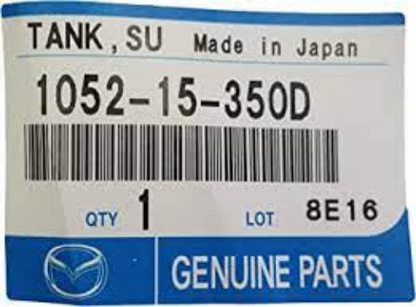 TANK,SU Made in Japan
1052-15-350D
QTY 1 LOT 8E16
GENUINE PARTS